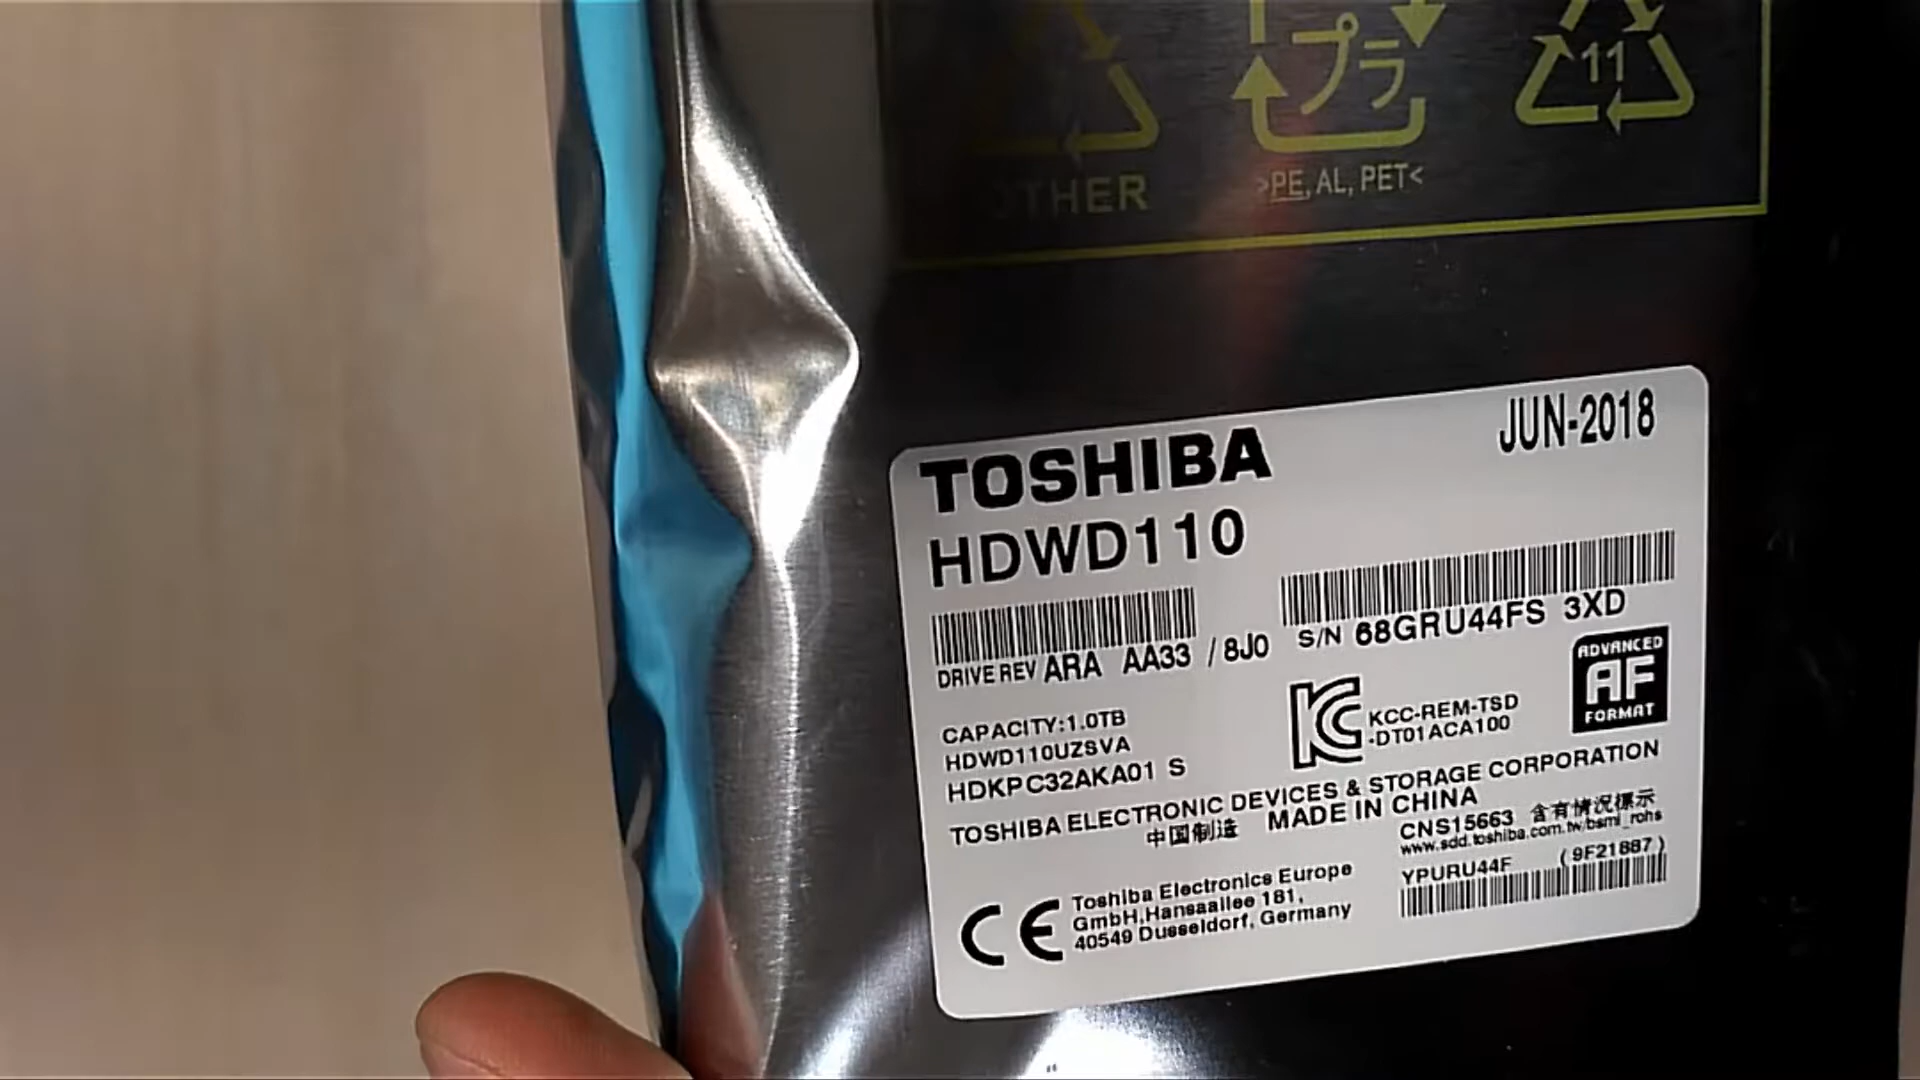 プラ
11
OTHER
>PE, AL, PET<
JUN-2018
TOSHIBA
HDWD110
DRIVE REV ARA AA33 / 8J0
S/N 68GRU44FS 3XD
ADVANCED
AF
FORMAT
CAPACITY:1.0TB
HDWD110UZSVA
HDKPC32AKA01 S
KCC-REM-TSD
-DT01ACA100
TOSHIBA ELECTRONIC DEVICES & STORAGE CORPORATION
中国制造 MADE IN CHINA
CNS15663 含有情況標示
www.sdd.toshiba.com.tw/bsmi_rohs
YPURU44F (9F21887)
CE
Toshiba Electronics Europe
GmbH,Hansaallee 181,
40549 Dusseldorf, Germany